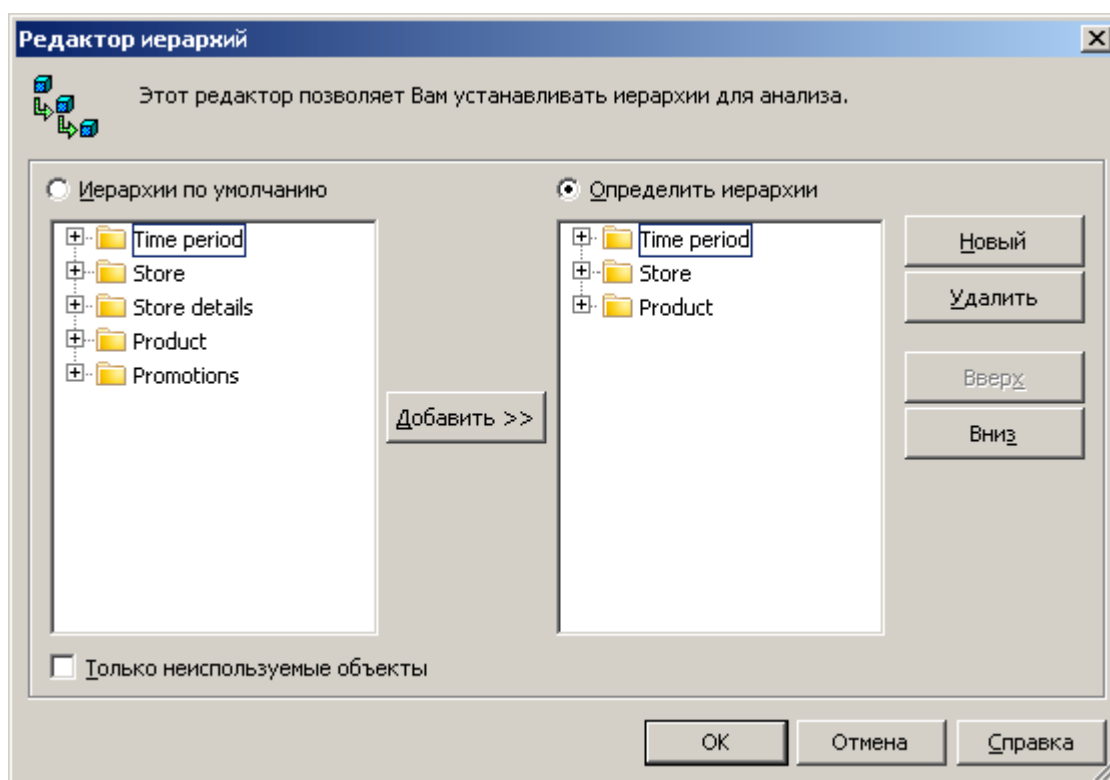 Редактор иерархий
Этот редактор позволяет Вам устанавливать иерархии для анализа.
Иерархии по умолчанию
Time period
Store
Store details
Product
Promotions
Добавить >>
Определить иерархии
Time period
Store
Product
Новый
Удалить
Вверх
Вниз
Только неиспользуемые объекты
OK
Отмена
Справка